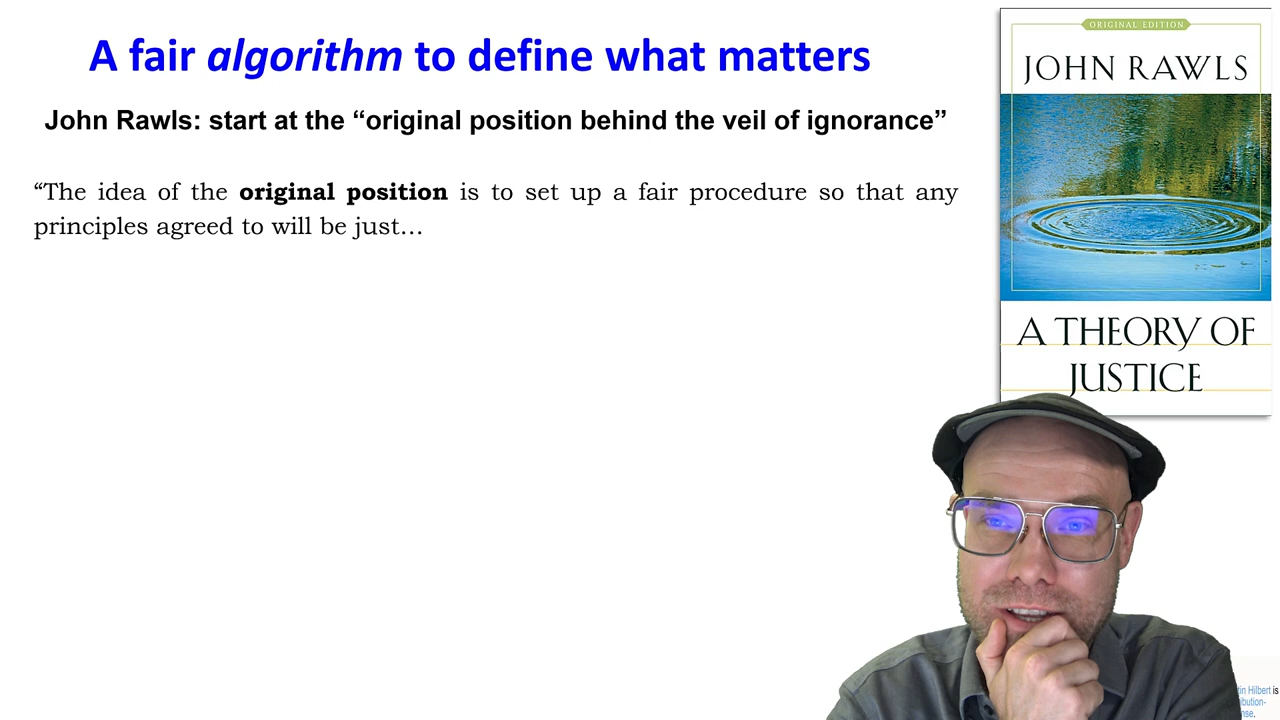 A fair algorithm to define what matters
John Rawls: start at the “original position behind the veil of ignorance”
“The idea of the original position is to set up a fair procedure so that any
principles agreed to will be just…
ORIGINAL EDITION
JOHN RAWLS
A THEORY OF
JUSTICE
Hilbert is